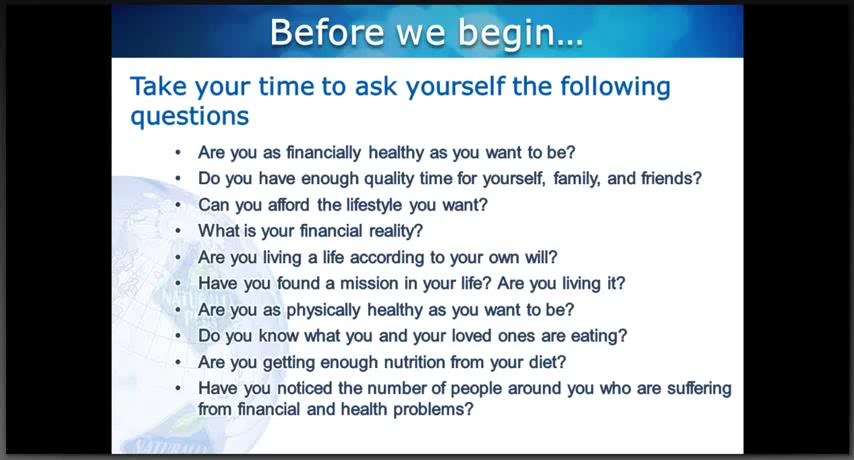 Before we begin...
Take your time to ask yourself the following
questions
• Are you as financially healthy as you want to be?
• Do you have enough quality time for yourself, family, and friends?
• Can you afford the lifestyle you want?
• What is your financial reality?
• Are you living a life according to your own will?
• Have you found a mission in your life? Are you living it?
• Are you as physically healthy as you want to be?
• Do you know what you and your loved ones are eating?
• Are you getting enough nutrition from your diet?
• Have you noticed the number of people around you who are suffering
from financial and health problems?
NATURALLY
PLUS
NATURALLY